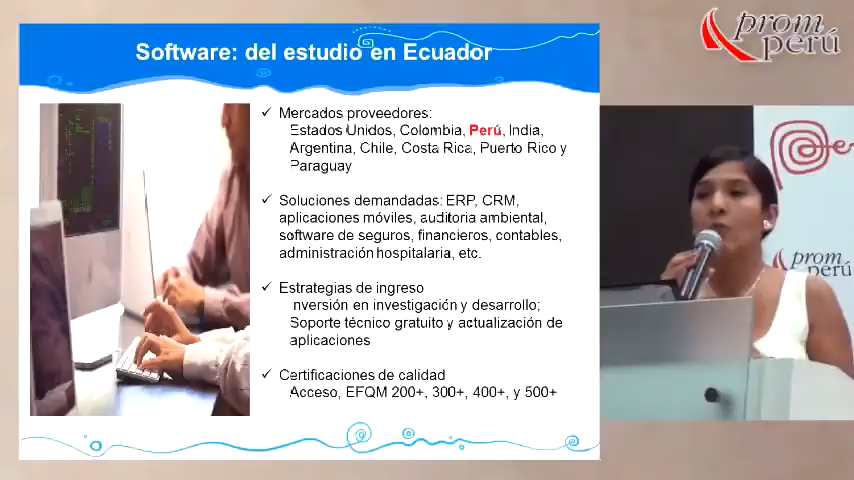 Software: del estudio en Ecuador
prom
perú
✓ Mercados proveedores:
Estados Unidos, Colombia, Perú, India,
Argentina, Chile, Costa Rica, Puerto Rico y
Paraguay
✓ Soluciones demandadas: ERP, CRM,
aplicaciones móviles, auditoria ambiental,
software de seguros, financieros, contables,
administración hospitalaria, etc.
✓ Estrategias de ingreso
nversión en investigación y desarrollo;
Soporte técnico gratuito y actualización de
aplicaciones
✓ Certificaciones de calidad
Acceso, EFQM 200+, 300+, 400+, y 500+
prom
perú